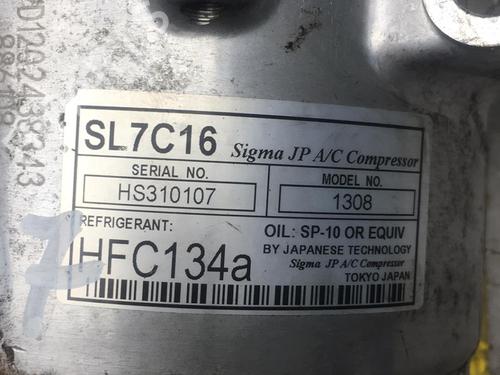 SL7C16 Sigma JP A/C Compressor
SERIAL NO. MODEL NO.
HS310107 1308
REFRIGERANT: OIL: SP-10 OR EQUIV
HFC134a BY JAPANESE TECHNOLOGY
Sigma JP A/C Compressor
TOKYO JAPAN
7